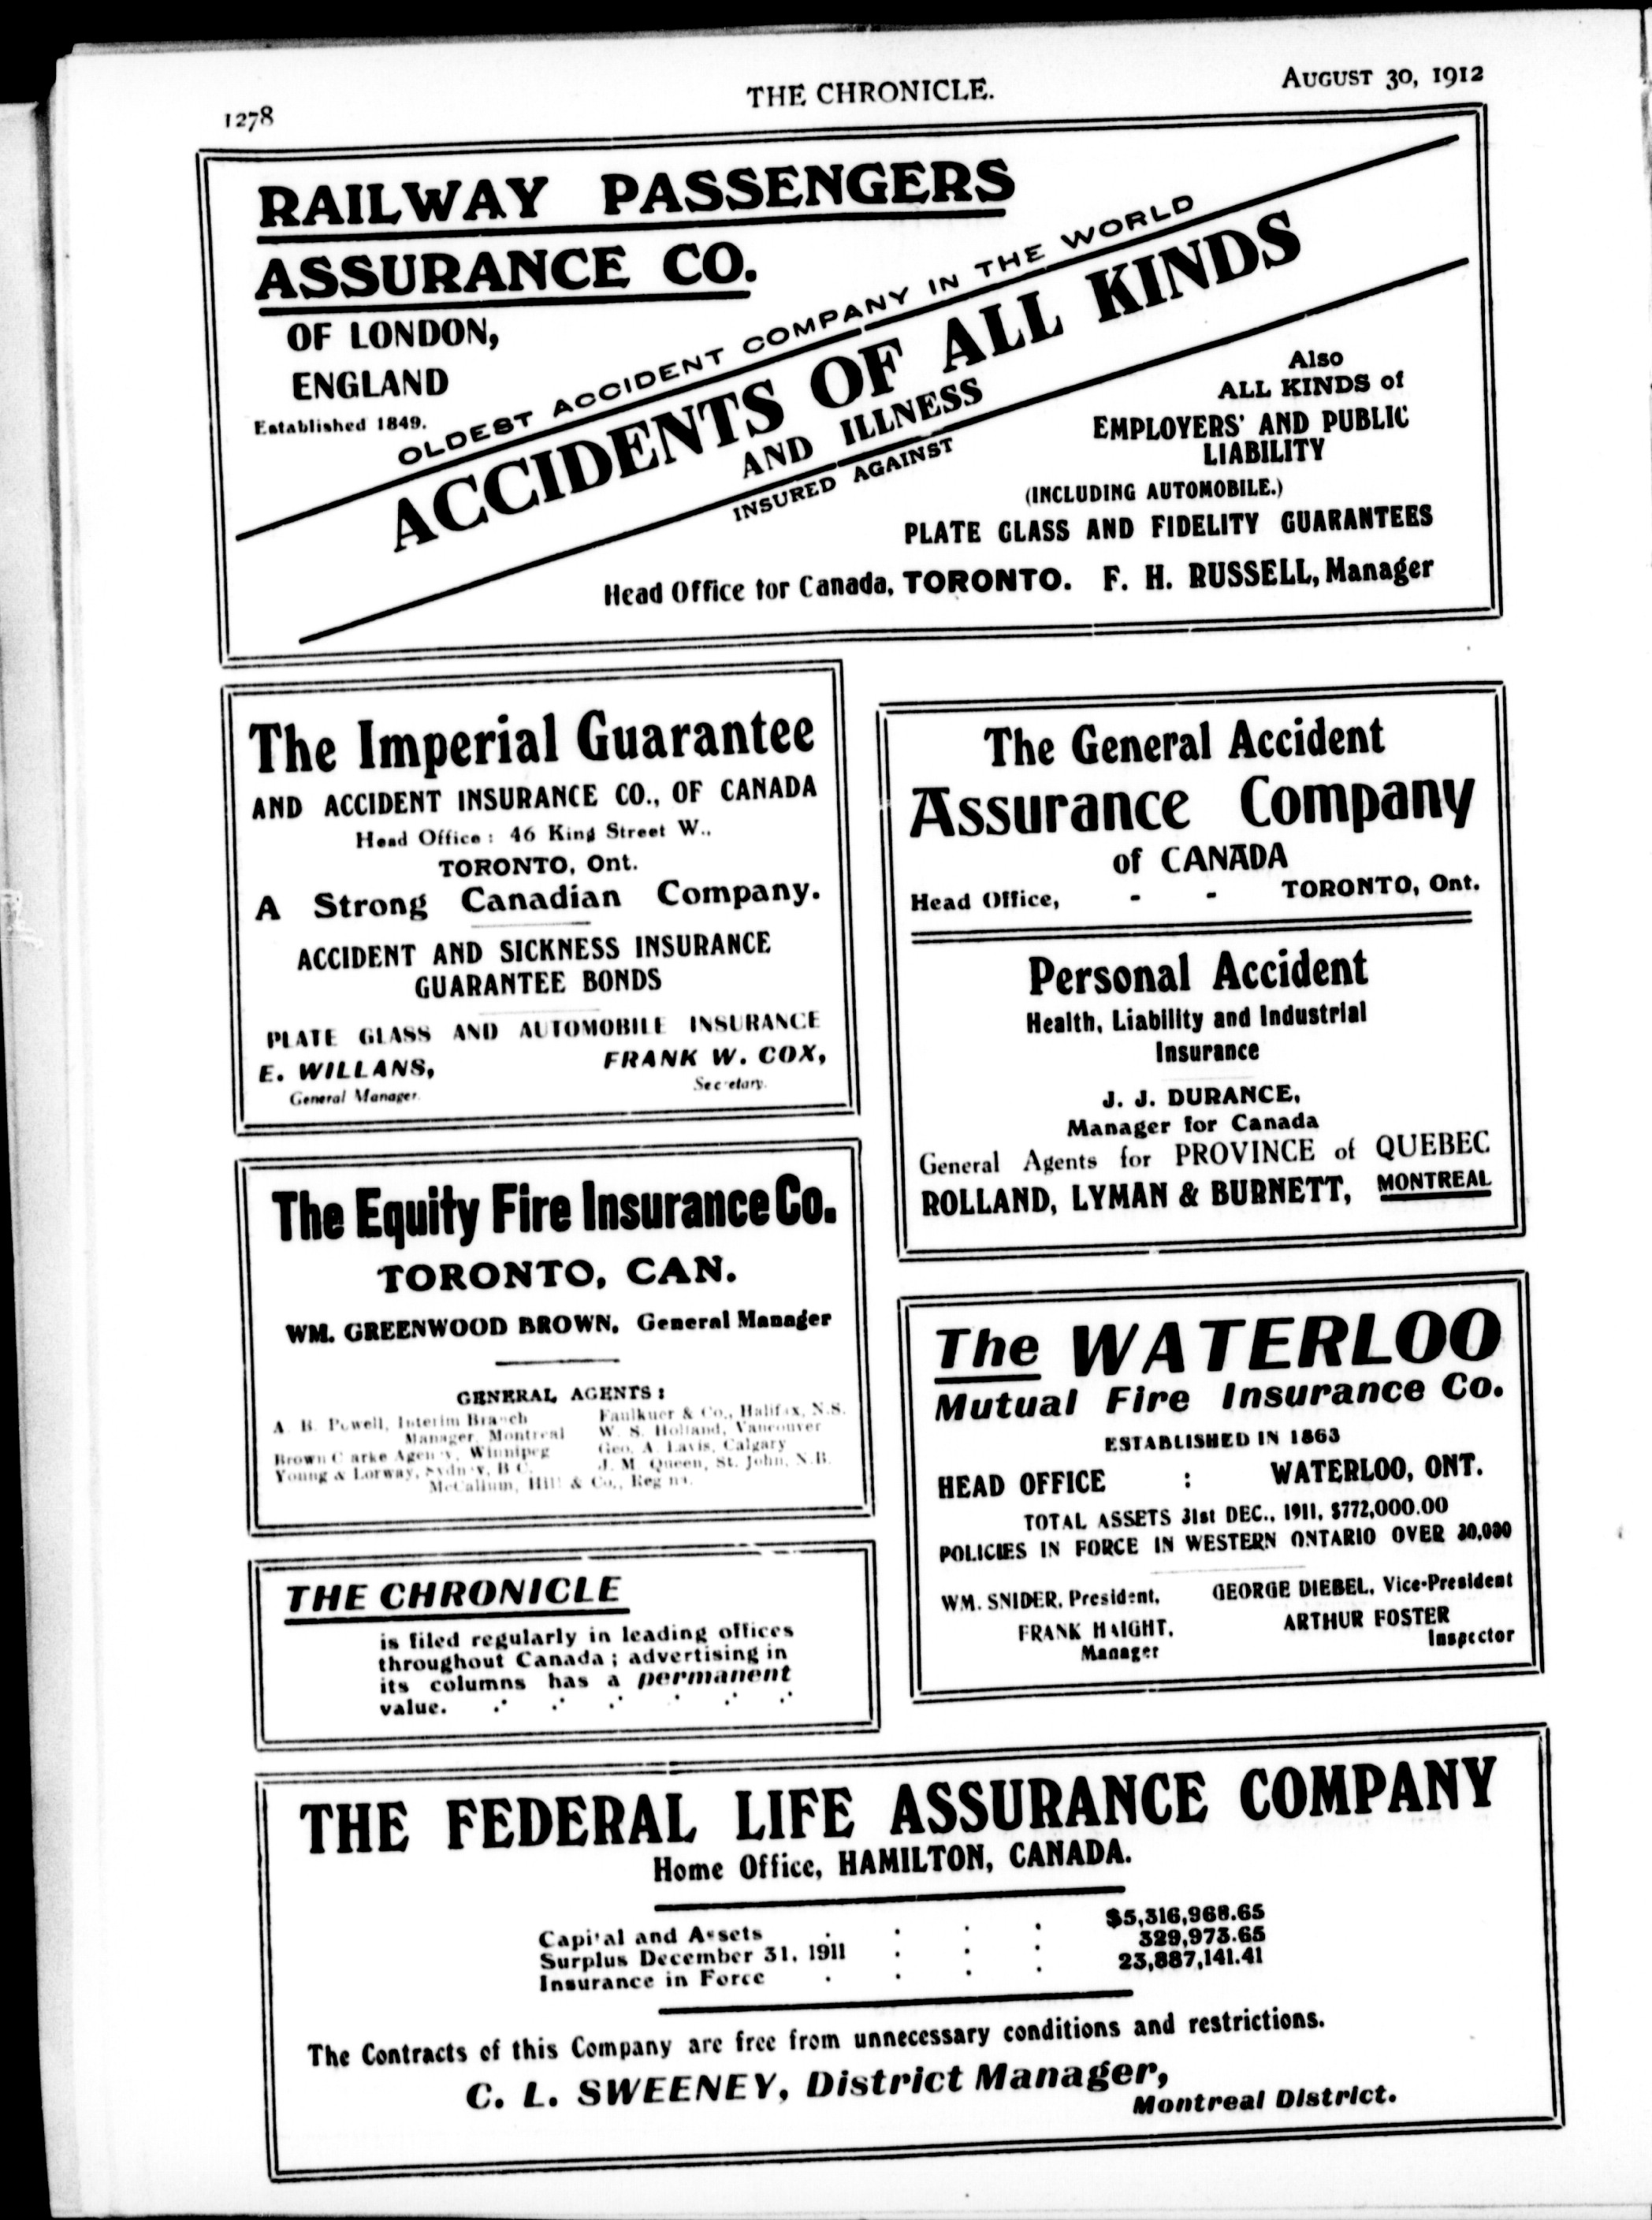 1278
THE CHRONICLE.
AUGUST 30, 1912
RAILWAY PASSENGERS
ASSURANCE CO.
OF LONDON,
ENGLAND
Established 1849.
OLDEST ACCIDENT COMPANY IN THE WORLD
ACCIDENTS OF ALL KINDS
AND ILLNESS
INSURED AGAINST
Also
ALL KINDS of
EMPLOYERS' AND PUBLIC
LIABILITY
(INCLUDING AUTOMOBILE.)
PLATE GLASS AND FIDELITY GUARANTEES
Head Office for Canada, TORONTO. F. H. RUSSELL, Manager
The Imperial Guarantee
AND ACCIDENT INSURANCE CO., OF CANADA
Head Office : 46 King Street W.,
TORONTO, Ont.
A Strong Canadian Company.
ACCIDENT AND SICKNESS INSURANCE
GUARANTEE BONDS
PLATE GLASS AND AUTOMOBILE INSURANCE
E. WILLANS, FRANK W. COX,
General Manager. Secretary.
The General Accident
Assurance Company
of CANADA
Head Office, - - TORONTO, Ont.
Personal Accident
Health, Liability and Industrial
Insurance
J. J. DURANCE,
Manager for Canada
General Agents for PROVINCE of QUEBEC
ROLLAND, LYMAN & BURNETT, MONTREAL
The Equity Fire Insurance Co.
TORONTO, CAN.
WM. GREENWOOD BROWN, General Manager
GENERAL AGENTS :
A. B. Powell, Interim Branch Manager, Montreal
Faulkner & Co., Halifax, N.S.
W. S. Holland, Vancouver
Brown Clarke Agency, Winnipeg
Geo. A. Lavis, Calgary
Young & Lorway, Sydney, B C.
J. M. Queen, St. John, N.B.
McCallum, Hill & Co., Regina.
The WATERLOO
Mutual Fire Insurance Co.
ESTABLISHED IN 1863
HEAD OFFICE : WATERLOO, ONT.
TOTAL ASSETS 31st DEC., 1911, $772,000.00
POLICIES IN FORCE IN WESTERN ONTARIO OVER 30,000
WM. SNIDER, President, GEORGE DIEBEL, Vice-President
FRANK HAIGHT, ARTHUR FOSTER
Manager Inspector
THE CHRONICLE
is filed regularly in leading offices
throughout Canada ; advertising in
its columns has a permanent
value.
THE FEDERAL LIFE ASSURANCE COMPANY
Home Office, HAMILTON, CANADA.
Capital and Assets . . . . $5,316,968.65
Surplus December 31, 1911 . . . 329,973.65
Insurance in Force . . . . 23,887,141.41
The Contracts of this Company are free from unnecessary conditions and restrictions.
C. L. SWEENEY, District Manager,
Montreal District.